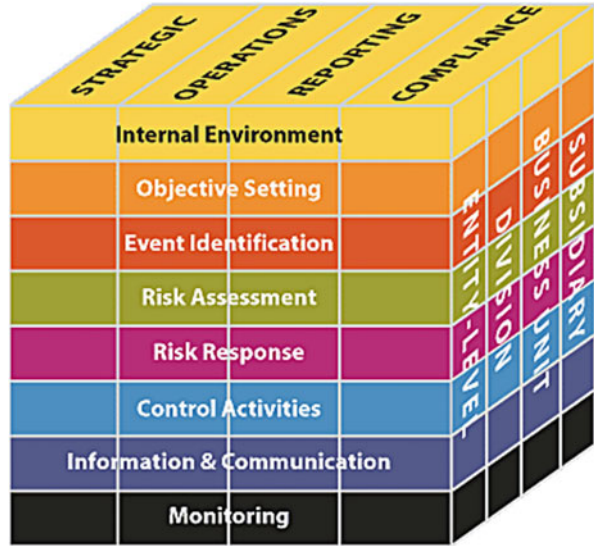 STRATEGIC
OPERATIONS
REPORTING
COMPLIANCE
Internal Environment
Objective Setting
Event Identification
Risk Assessment
Risk Response
Control Activities
Information & Communication
Monitoring
ENTITY-LEVEL
DIVISION
BUSINESS UNIT
SUBSIDIARY